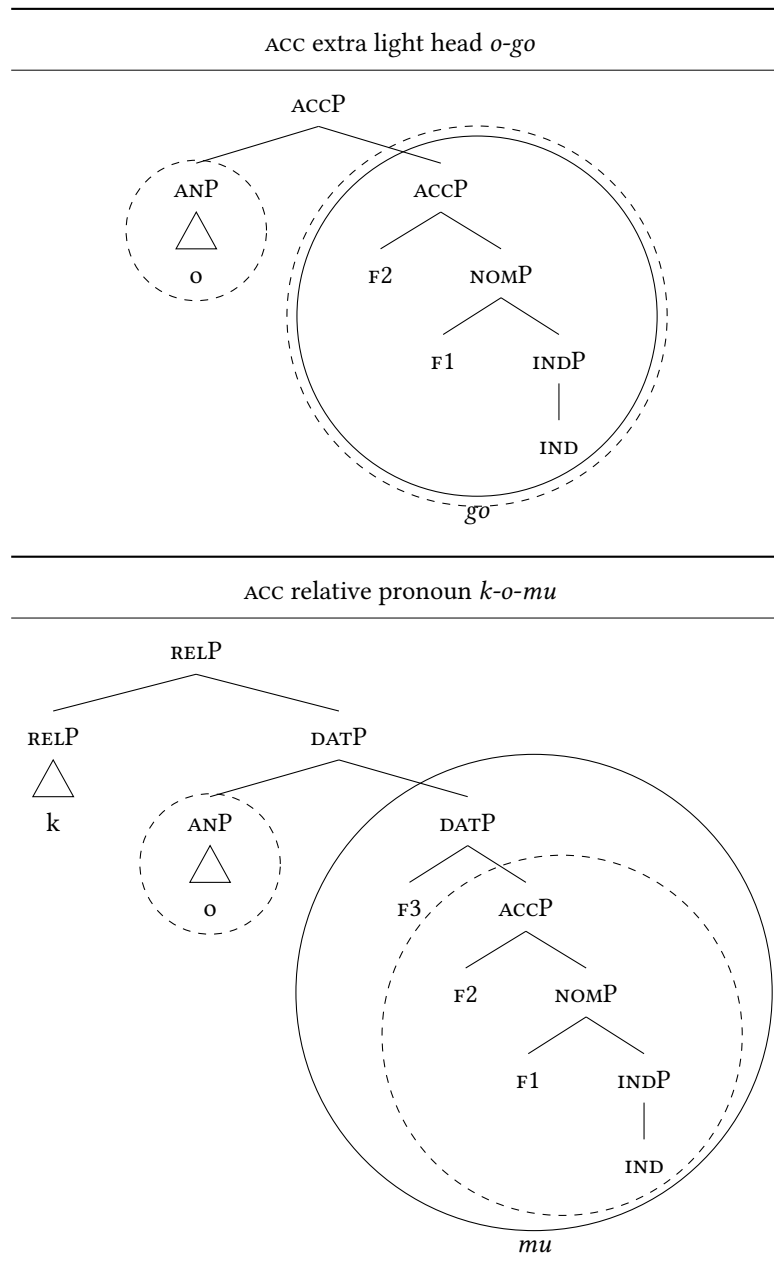 ACC extra light head o-go
ACCP
ANP ACCP
o F2 NOMP
F1 INDP
IND
go
ACC relative pronoun k-o-mu
RELP
RELP DATP
k ANP DATP
o F3 ACCP
F2 NOMP
F1 INDP
IND
mu